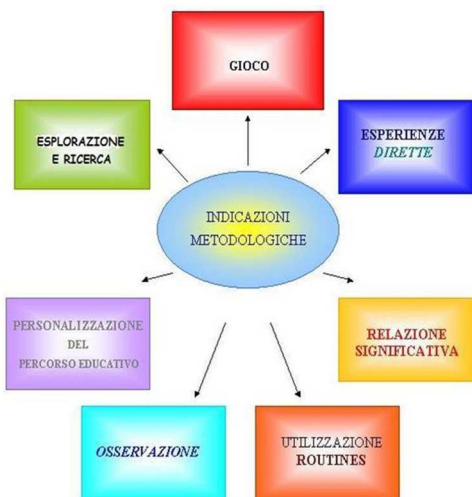 GIOCO
ESPLORAZIONE
E RICERCA
ESPERIENZE
DIRETTE
INDICAZIONI
METODOLOGICHE
PERSONALIZZAZIONE
DEL
PERCORSO EDUCATIVO
RELAZIONE
SIGNIFICATIVA
OSSERVAZIONE
UTILIZZAZIONE
ROUTINES